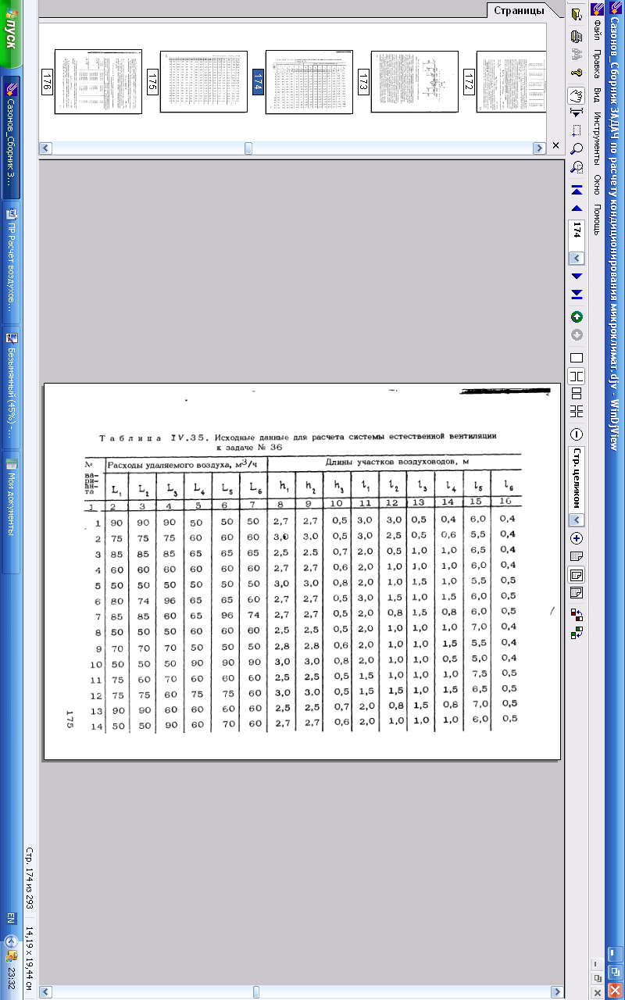 Сазонов_Сборник ЗАДАЧ по расчету кондиционирования микроклимат.djv - WinDjView
Файл Правка Вид Инструменты Окно Помощь
174 Стр. целиком
Страницы
172
173
174
175
176
Таблица IV.35. Исходные данные для расчета системы естественной вентиляции
к задаче № 36
№ вари-анта Расходы удаляемого воздуха, м3/ч Длины участков воздуховодов, м
L1 L2 L3 L4 L5 L6 h1 h2 h3 l1 l2 l3 l4 l5 l6
1 2 3 4 5 6 7 8 9 10 11 12 13 14 15 16
1 90 90 90 50 50 50 2,7 2,7 0,5 3,0 3,0 0,5 0,4 6,0 0,4
2 75 75 75 60 60 60 3,0 3,0 0,5 3,0 2,5 0,5 0,6 5,5 0,4
3 85 85 85 65 65 65 2,5 2,5 0,7 2,0 0,5 1,0 1,0 6,5 0,4
4 60 60 60 60 60 60 2,7 2,7 0,6 2,0 1,0 1,0 1,0 6,0 0,4
5 50 50 50 50 50 50 3,0 3,0 0,8 2,0 1,0 1,5 1,0 5,5 0,5
6 80 74 96 65 65 60 2,7 2,7 0,5 3,0 1,5 1,0 1,5 6,0 0,5
7 85 85 60 65 96 74 2,7 2,7 0,5 2,0 0,8 1,5 0,8 6,0 0,5
8 50 50 50 60 60 60 2,5 2,5 0,5 2,0 1,0 1,0 1,0 7,0 0,4
9 70 70 70 50 50 50 2,8 2,8 0,6 2,0 1,0 1,0 1,5 5,5 0,4
10 50 50 50 90 90 90 3,0 3,0 0,8 2,0 1,0 1,0 0,5 5,0 0,4
11 75 60 70 60 60 60 2,5 2,5 0,5 1,5 1,0 1,0 1,0 7,5 0,5
12 75 75 60 75 75 60 3,0 3,0 0,5 1,5 1,5 1,0 1,5 6,5 0,5
13 90 90 60 60 60 60 2,5 2,5 0,7 2,0 0,8 1,5 0,8 7,0 0,5
14 50 50 90 60 70 60 2,7 2,7 0,6 2,0 1,0 1,0 1,0 6,0 0,5
175
Стр. 174 из 293 14,19 x 19,44 см
пуск
Сазонов_Сборник З...
ПР Расчет воздухов...
Безымянный (45%) -...
Мои документы
EN 23:32